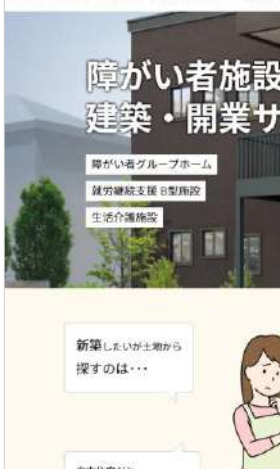 障がい者施設
建築・開業サ
障がい者グループホーム
就労継続支援B型施設
生活介護施設
新築したいが土地から
探すのは・・・